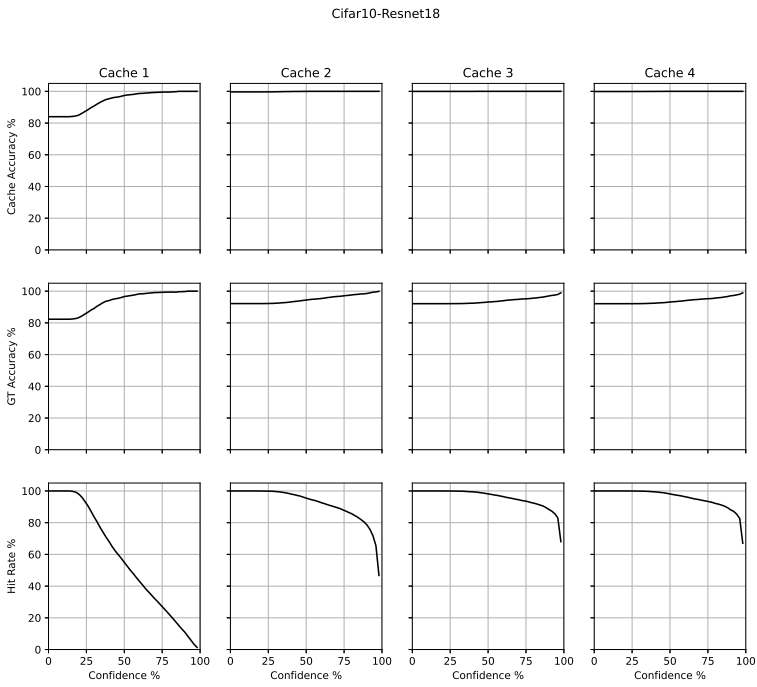 Cifar10-Resnet18
Cache 1 Cache 2 Cache 3 Cache 4
Cache Accuracy %
100
80
60
40
20
0
GT Accuracy %
100
80
60
40
20
0
Hit Rate %
100
80
60
40
20
0
0 25 50 75 100 0 25 50 75 100 0 25 50 75 100 0 25 50 75 100
Confidence % Confidence % Confidence % Confidence %